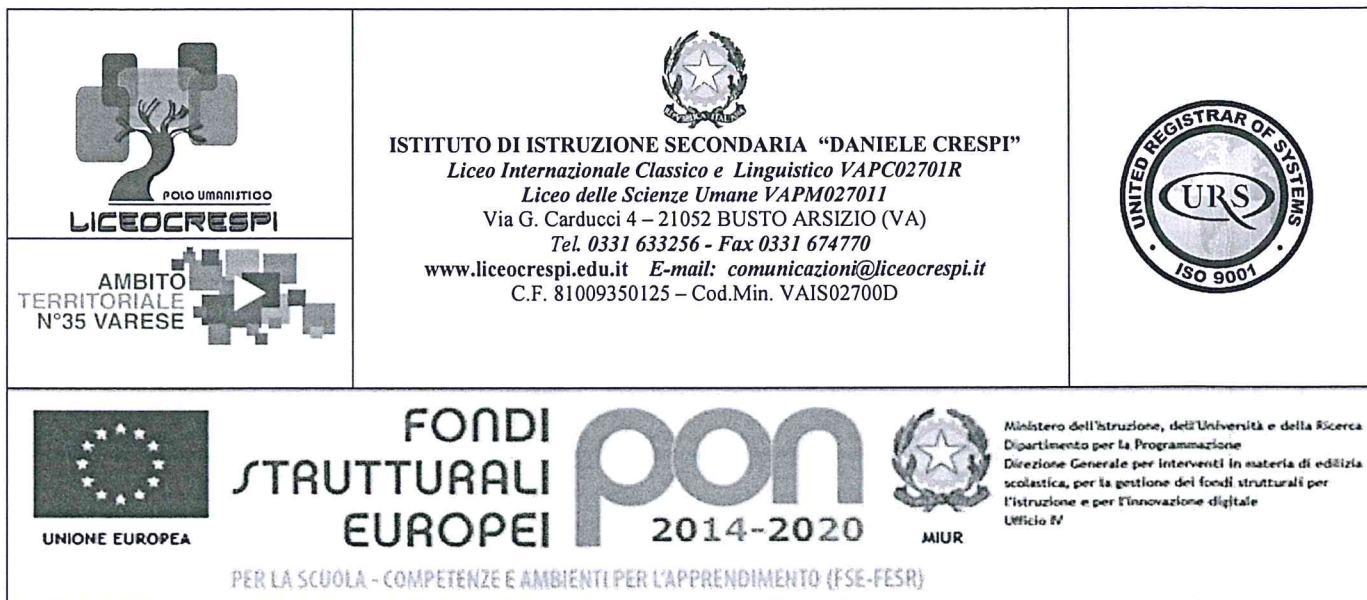 POLO UMANISTICO
LICEOCRESPI
AMBITO
TERRITORIALE
N°35 VARESE
REPVBBLICA ITALIANA
ISTITUTO DI ISTRUZIONE SECONDARIA “DANIELE CRESPI”
Liceo Internazionale Classico e Linguistico VAPC02701R
Liceo delle Scienze Umane VAPM027011
Via G. Carducci 4 – 21052 BUSTO ARSIZIO (VA)
Tel. 0331 633256 - Fax 0331 674770
www.liceocrespi.edu.it E-mail: comunicazioni@liceocrespi.it
C.F. 81009350125 – Cod.Min. VAIS02700D
UNITED REGISTRAR OF SYSTEMS
URS
ISO 9001
UNIONE EUROPEA
FONDI
STRUTTURALI
EUROPEI
pon
2014-2020
MIUR
Ministero dell'Istruzione, dell'Università e della Ricerca
Dipartimento per la Programmazione
Direzione Generale per interventi in materia di edilizia
scolastica, per la gestione dei fondi strutturali per
l'istruzione e per l'innovazione digitale
Ufficio IV
PER LA SCUOLA - COMPETENZE E AMBIENTI PER L'APPRENDIMENTO (FSE-FESR)